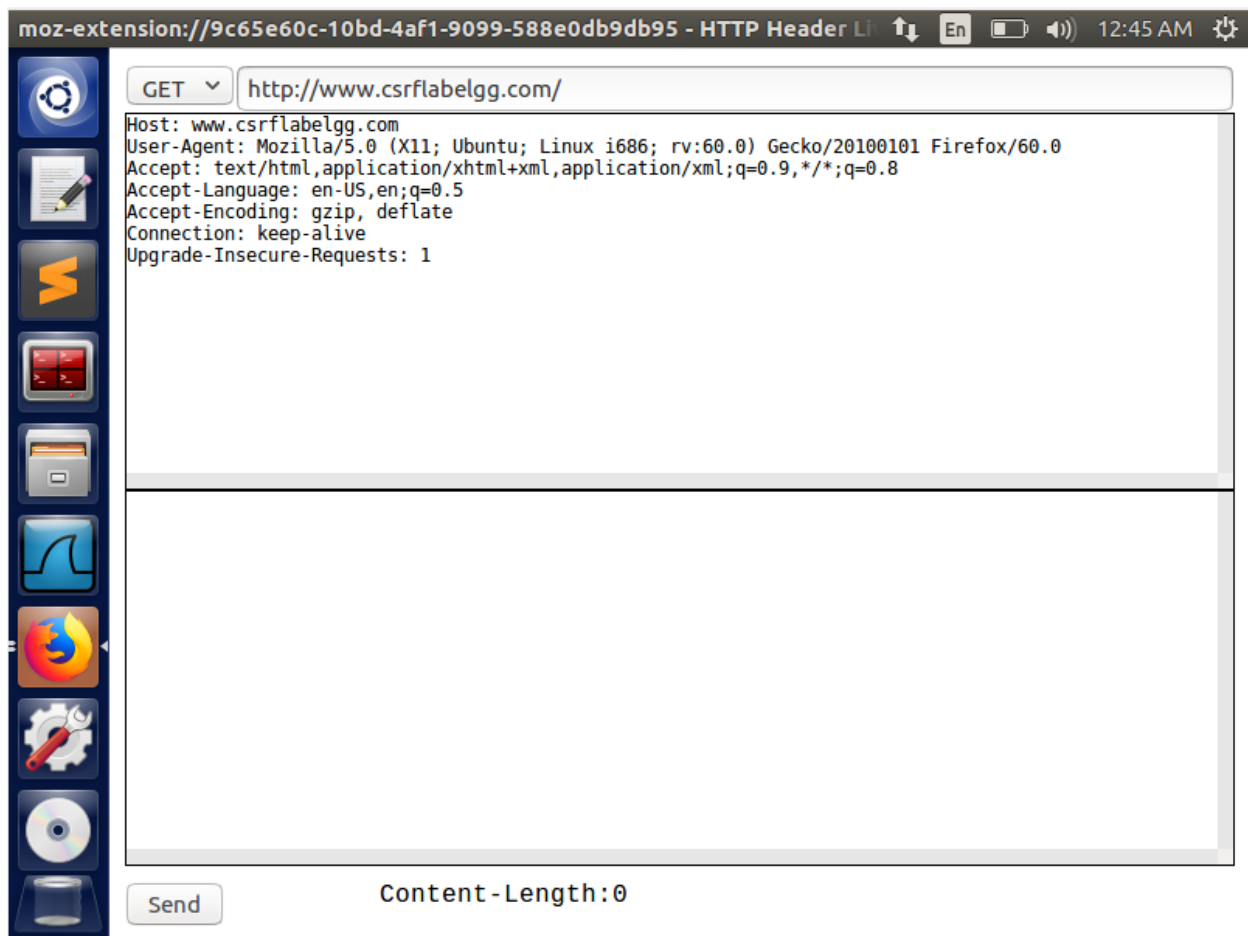 moz-extension://9c65e60c-10bd-4af1-9099-588e0db9db95 - HTTP Header Li En 12:45 AM
GET http://www.csrflabelgg.com/
Host: www.csrflabelgg.com
User-Agent: Mozilla/5.0 (X11; Ubuntu; Linux i686; rv:60.0) Gecko/20100101 Firefox/60.0
Accept: text/html,application/xhtml+xml,application/xml;q=0.9,*/*;q=0.8
Accept-Language: en-US,en;q=0.5
Accept-Encoding: gzip, deflate
Connection: keep-alive
Upgrade-Insecure-Requests: 1
Send Content-Length:0